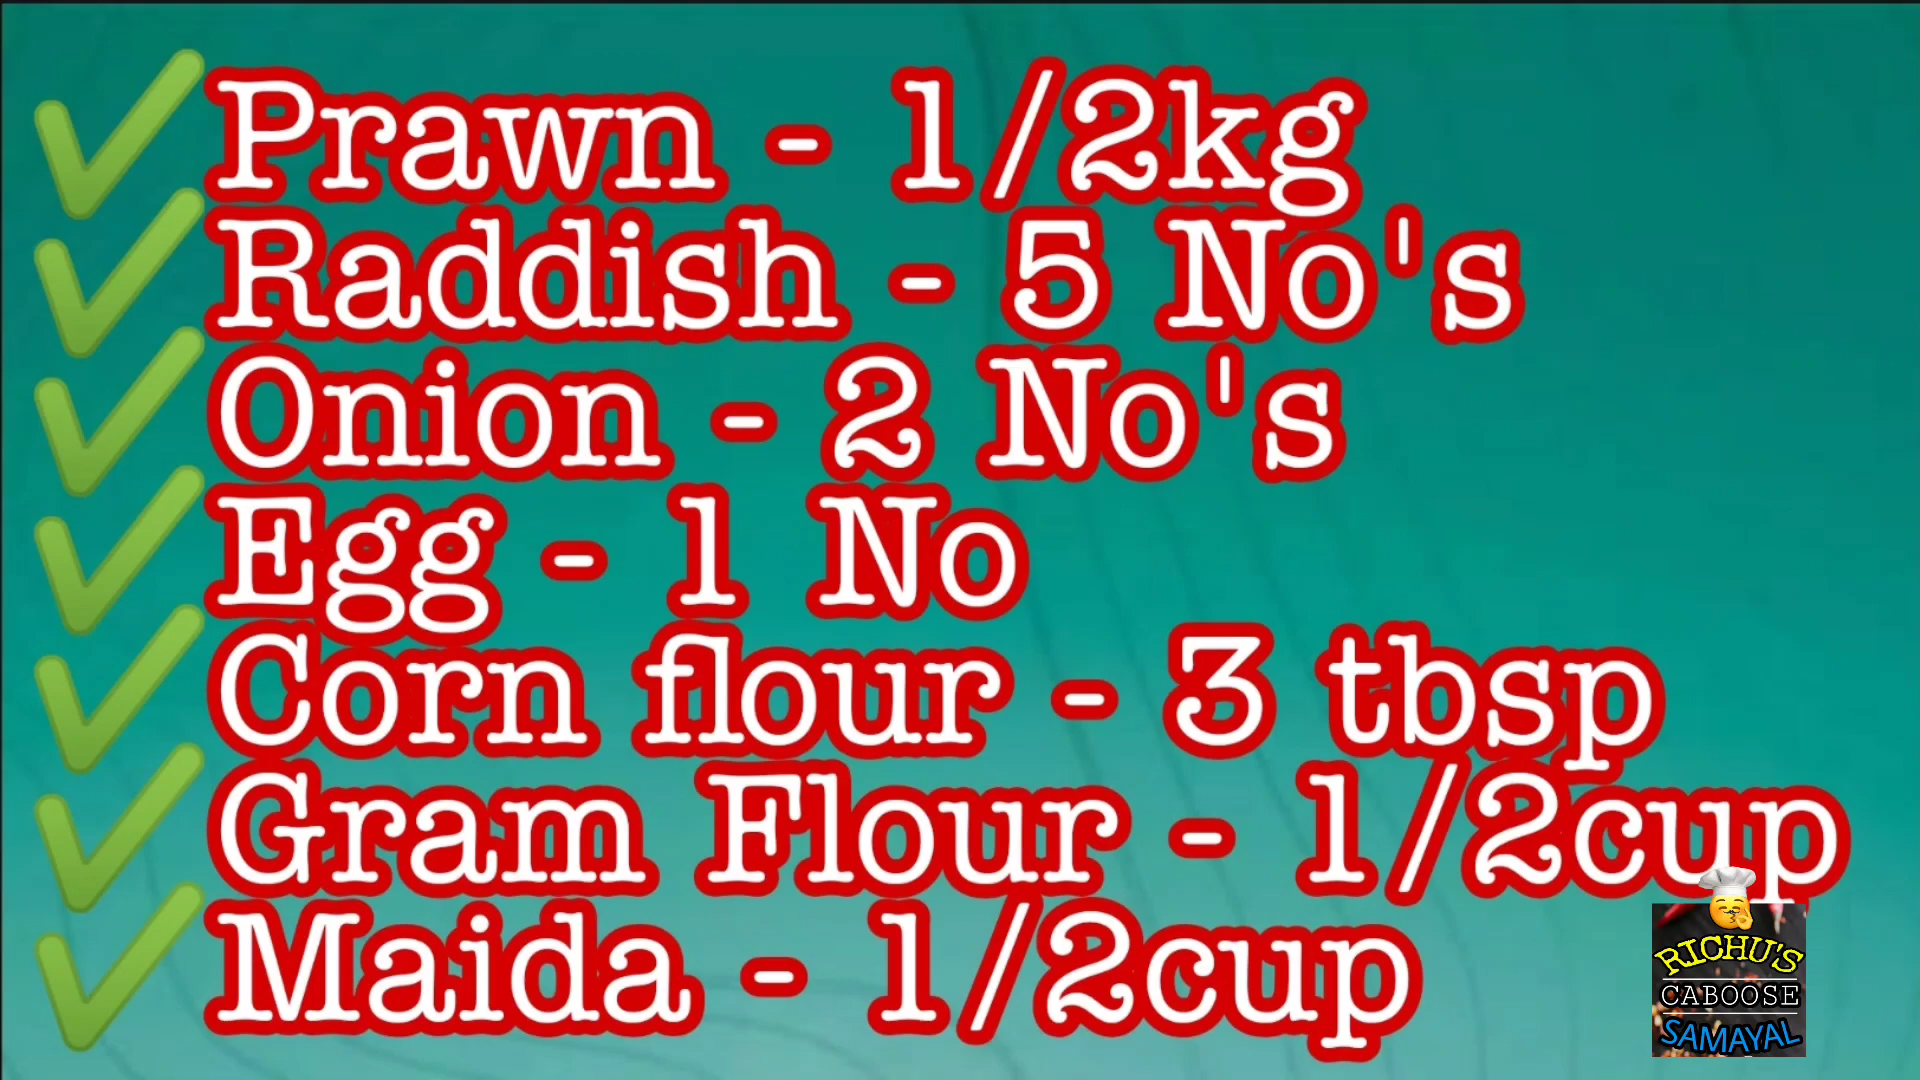 Prawn - 1/2kg
Raddish - 5 No's
Onion - 2 No's
Egg - 1 No
Corn flour - 3 tbsp
Gram Flour - 1/2cup
Maida - 1/2cup
RICHU'S
CABOOSE
SAMAYAL